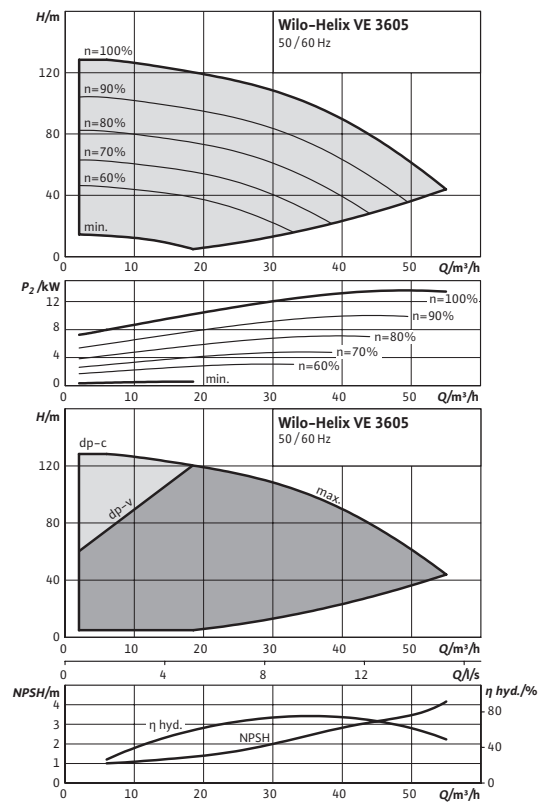 H/m
Wilo-Helix VE 3605
50 / 60 Hz
n=100%
120
n=90%
80
n=80%
n=70%
40
n=60%
min.
0
0 10 20 30 40 50 Q/m³/h
P₂ /kW
12
n=100%
n=90%
8
n=80%
4
n=70%
n=60%
0
min.
0 10 20 30 40 50 Q/m³/h
H/m
Wilo-Helix VE 3605
50 / 60 Hz
dp-c
120
max.
dp-v
80
40
0
0 10 20 30 40 50 Q/m³/h
0 4 8 12 Q/l/s
NPSH/m η hyd./%
4 80
3 η hyd.
2 NPSH 40
1
0 0
0 10 20 30 40 50 Q/m³/h